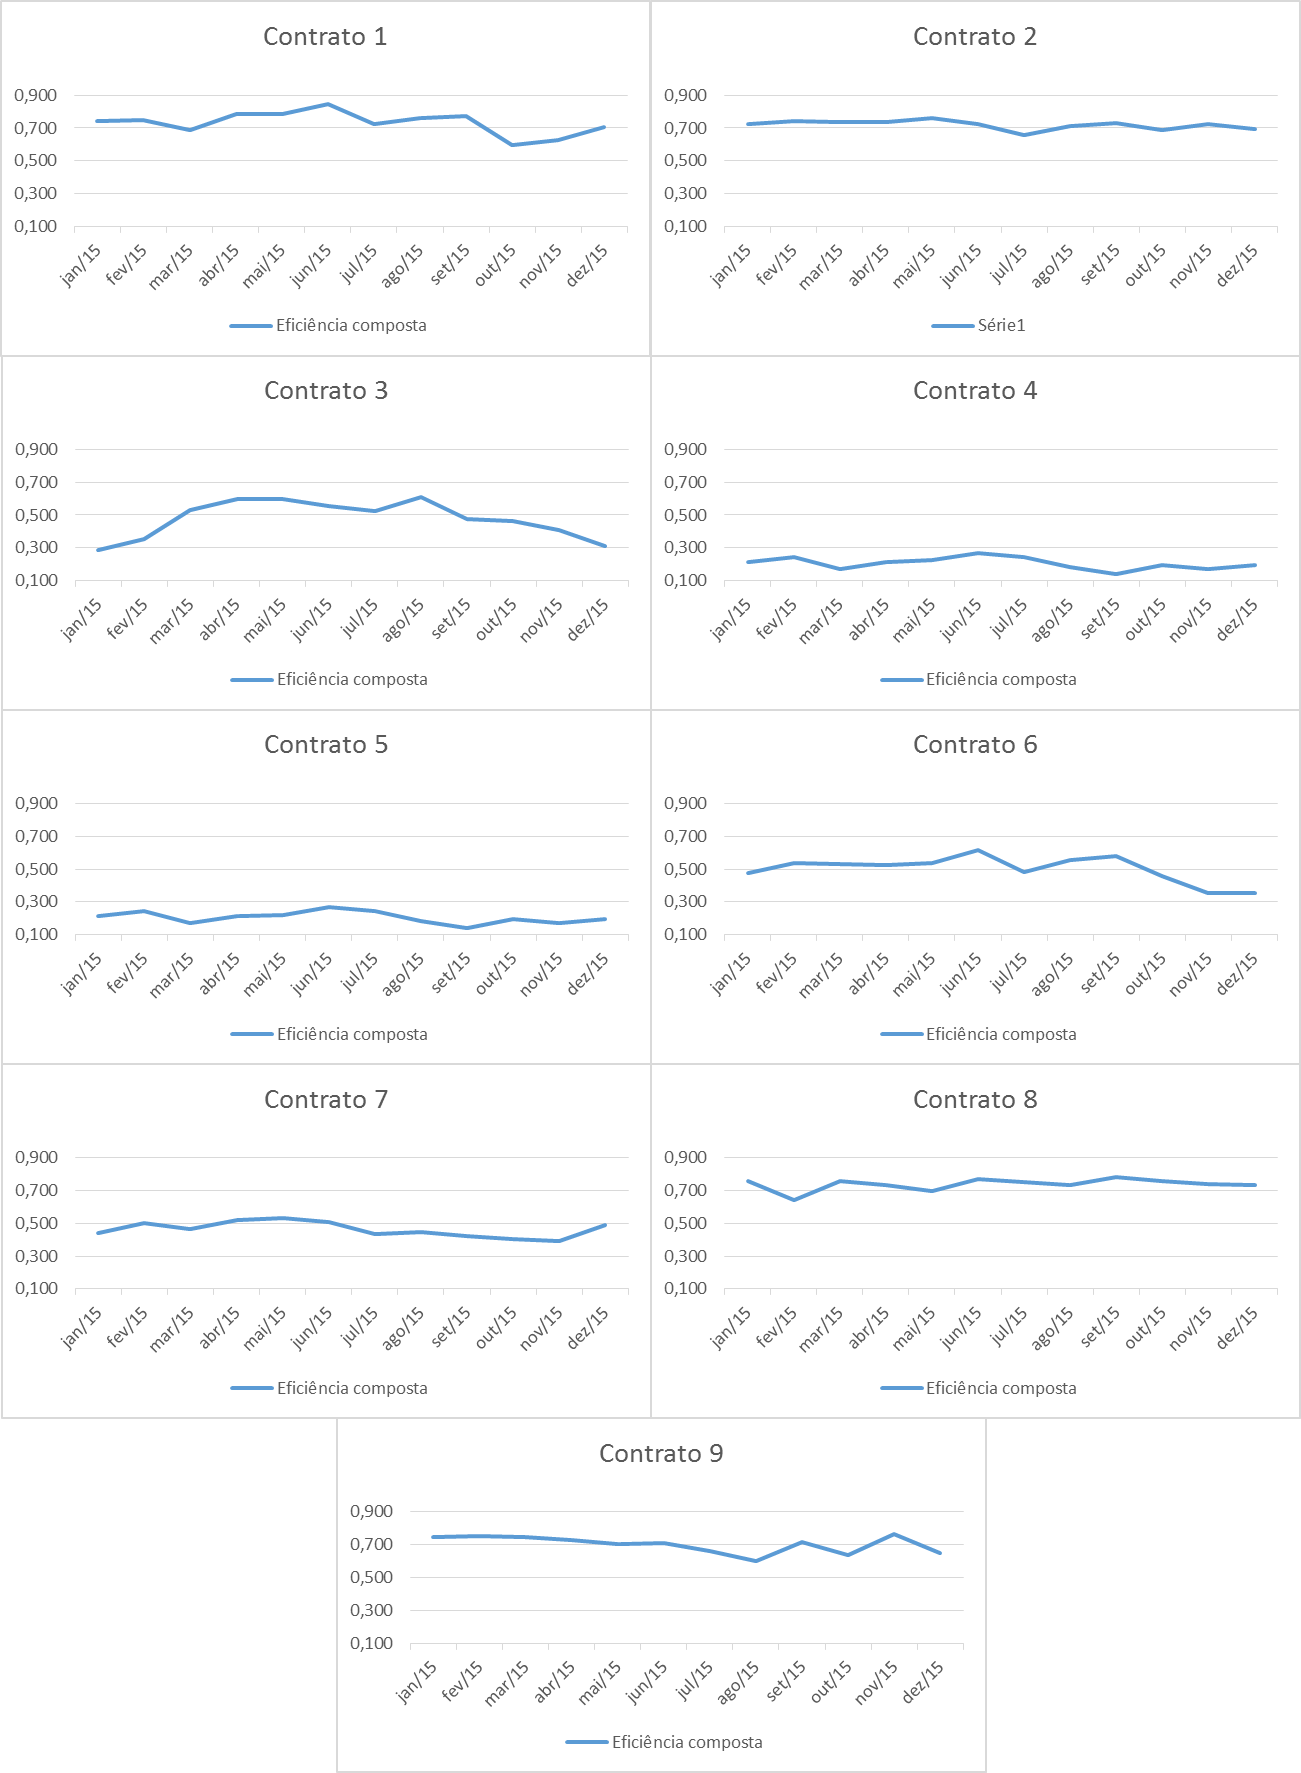 Contrato 1
0,900
0,700
0,500
0,300
0,100
jan/15 fev/15 mar/15 abr/15 mai/15 jun/15 jul/15 ago/15 set/15 out/15 nov/15 dez/15
Eficiência composta
Contrato 2
0,900
0,700
0,500
0,300
0,100
jan/15 fev/15 mar/15 abr/15 mai/15 jun/15 jul/15 ago/15 set/15 out/15 nov/15 dez/15
Série1
Contrato 3
0,900
0,700
0,500
0,300
0,100
jan/15 fev/15 mar/15 abr/15 mai/15 jun/15 jul/15 ago/15 set/15 out/15 nov/15 dez/15
Eficiência composta
Contrato 4
0,900
0,700
0,500
0,300
0,100
jan/15 fev/15 mar/15 abr/15 mai/15 jun/15 jul/15 ago/15 set/15 out/15 nov/15 dez/15
Eficiência composta
Contrato 5
0,900
0,700
0,500
0,300
0,100
jan/15 fev/15 mar/15 abr/15 mai/15 jun/15 jul/15 ago/15 set/15 out/15 nov/15 dez/15
Eficiência composta
Contrato 6
0,900
0,700
0,500
0,300
0,100
jan/15 fev/15 mar/15 abr/15 mai/15 jun/15 jul/15 ago/15 set/15 out/15 nov/15 dez/15
Eficiência composta
Contrato 7
0,900
0,700
0,500
0,300
0,100
jan/15 fev/15 mar/15 abr/15 mai/15 jun/15 jul/15 ago/15 set/15 out/15 nov/15 dez/15
Eficiência composta
Contrato 8
0,900
0,700
0,500
0,300
0,100
jan/15 fev/15 mar/15 abr/15 mai/15 jun/15 jul/15 ago/15 set/15 out/15 nov/15 dez/15
Eficiência composta
Contrato 9
0,900
0,700
0,500
0,300
0,100
jan/15 fev/15 mar/15 abr/15 mai/15 jun/15 jul/15 ago/15 set/15 out/15 nov/15 dez/15
Eficiência composta